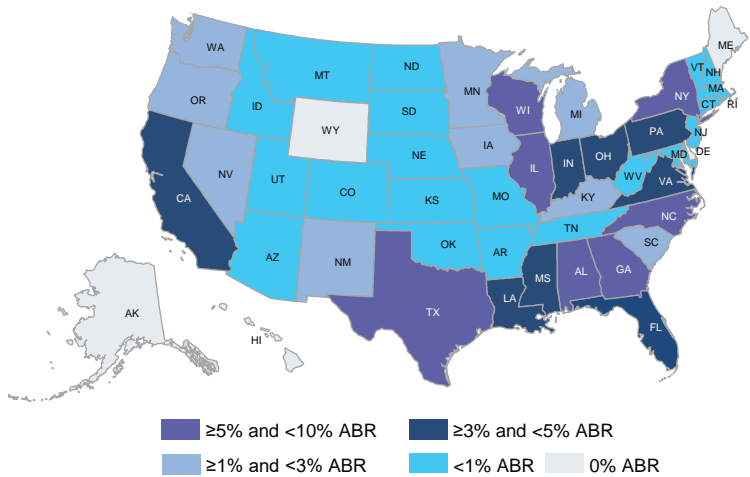 ME
WA
MT
ND
VT
NH
MN
OR
MA
ID
SD
WI
NY
CT
RI
WY
MI
IA
PA
NJ
NE
OH
DE
NV
IL
IN
MD
UT
WV
CA
CO
KS
MO
VA
KY
NC
TN
OK
AZ
NM
AR
SC
MS
AL
GA
LA
TX
AK
FL
HI
≥5% and <10% ABR
≥3% and <5% ABR
≥1% and <3% ABR
<1% ABR
0% ABR